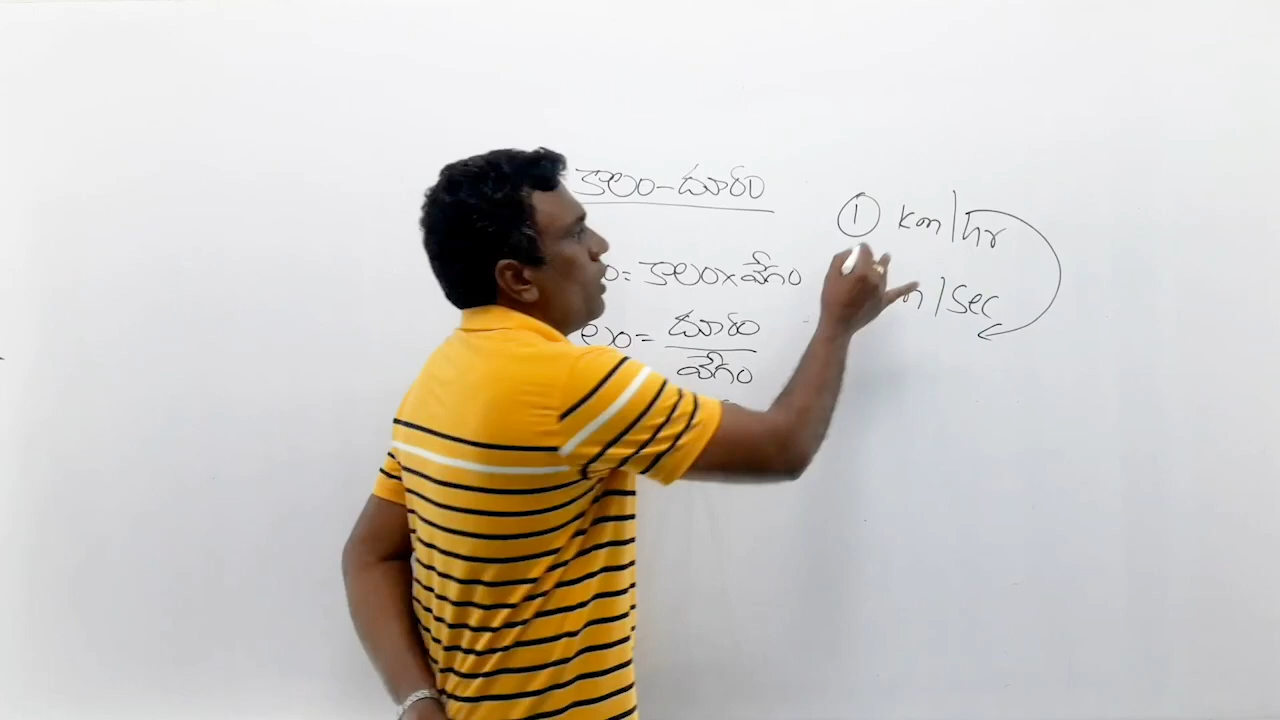 కాలం-దూరం
= కాలం×వేగం
లం= దూరం
వేగం
① km/hr
m/sec